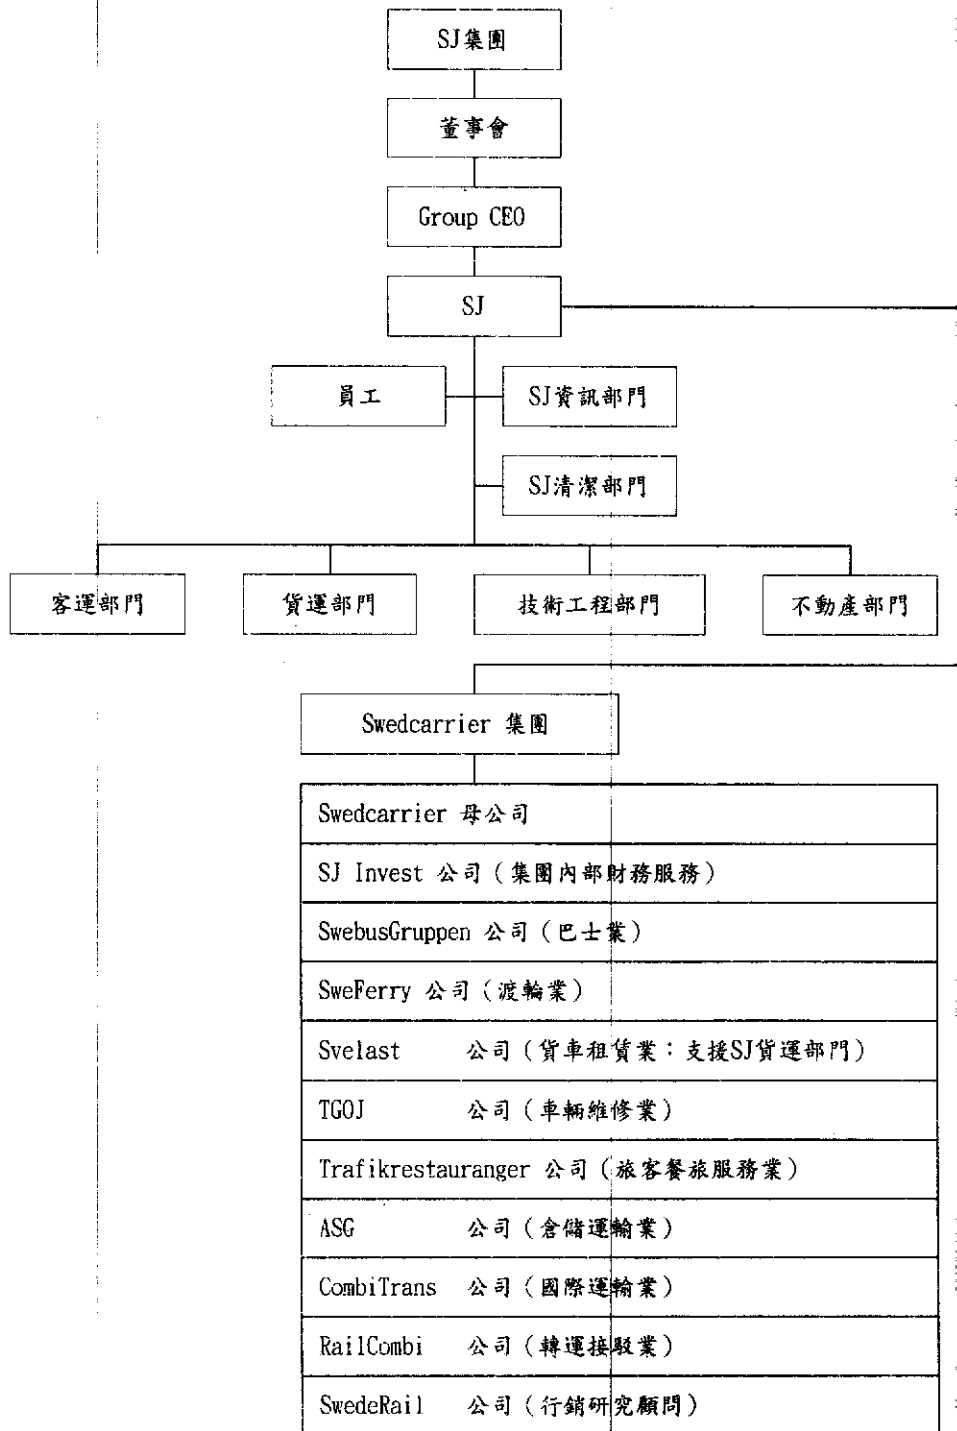 SJ集團
董事會
Group CEO
SJ
員工
SJ資訊部門
SJ清潔部門
客運部門
貨運部門
技術工程部門
不動產部門
Swedcarrier 集團
Swedcarrier 母公司
SJ Invest 公司（集團內部財務服務）
SwebusGruppen 公司（巴士業）
SweFerry 公司（渡輪業）
Svelast 公司（貨車租賃業：支援SJ貨運部門）
TGOJ 公司（車輛維修業）
Trafikrestauranger 公司（旅客餐旅服務業）
ASG 公司（倉儲運輸業）
CombiTrans 公司（國際運輸業）
RailCombi 公司（轉運接駁業）
SwedeRail 公司（行銷研究顧問）